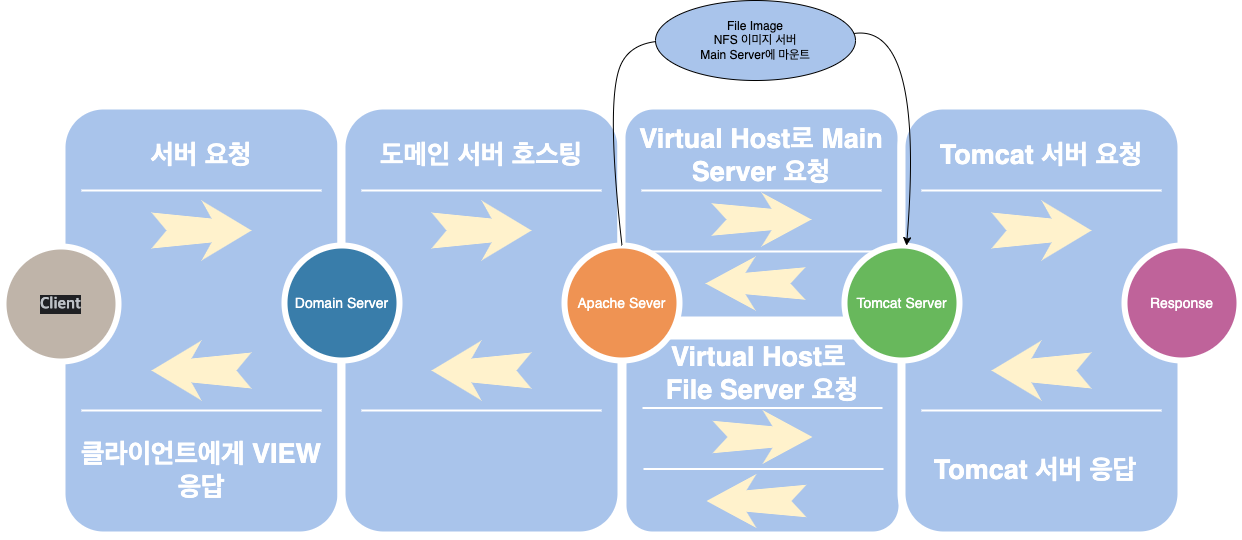 File Image
NFS 이미지 서버
Main Server에 마운트
서버 요청
도메인 서버 호스팅
Virtual Host로 Main
Server 요청
Tomcat 서버 요청
Client
Domain Server
Apache Sever
Tomcat Server
Response
Virtual Host로
File Server 요청
클라이언트에게 VIEW
응답
Tomcat 서버 응답